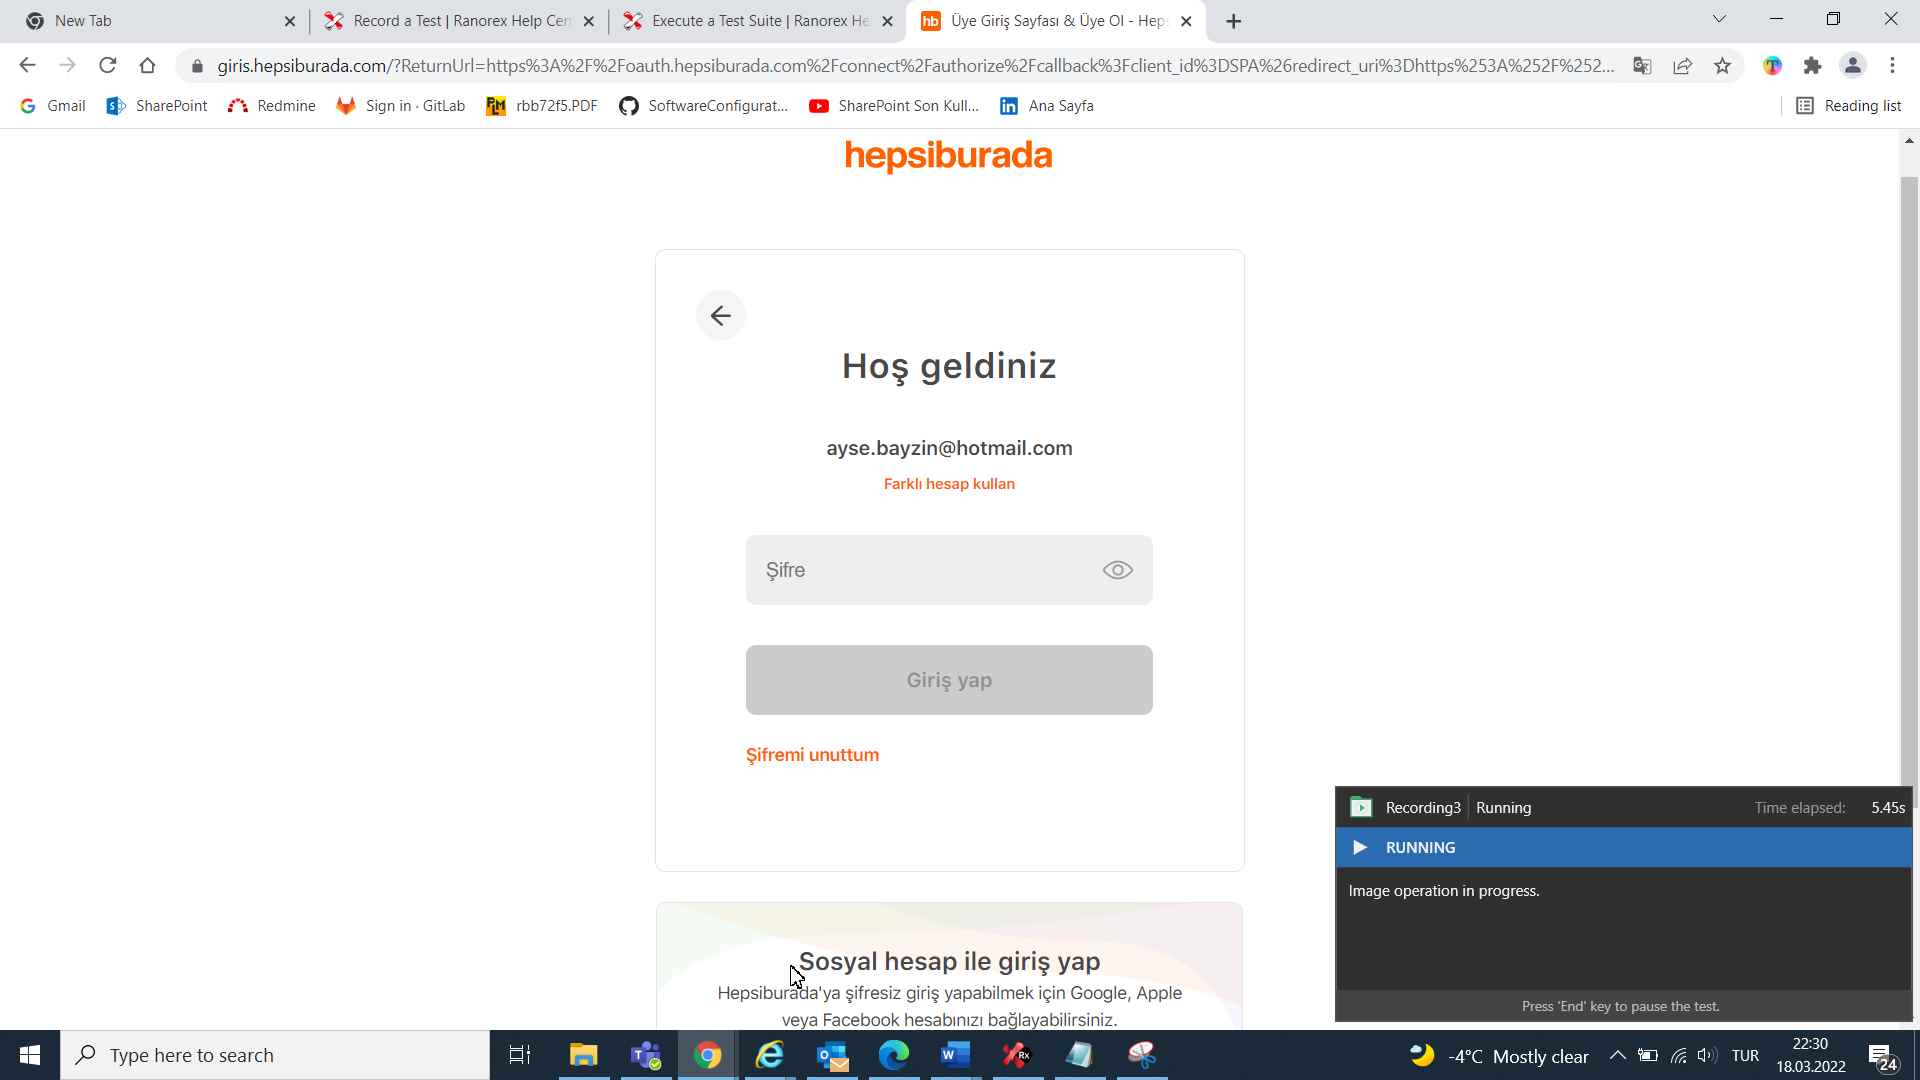 New Tab
Record a Test | Ranorex Help Cen
Execute a Test Suite | Ranorex He
hb Üye Giriş Sayfası & Üye Ol - Heps
giris.hepsiburada.com/?ReturnUrl=https%3A%2F%2Foauth.hepsiburada.com%2Fconnect%2Fauthorize%2Fcallback%3Fclient_id%3DSPA%26redirect_uri%3Dhttps%253A%252F%252...
Gmail
SharePoint
Redmine
Sign in · GitLab
PLM rbb72f5.PDF
SoftwareConfigurat...
SharePoint Son Kull...
in Ana Sayfa
Reading list
hepsiburada
Hoş geldiniz
ayse.bayzin@hotmail.com
Farklı hesap kullan
Şifre
Giriş yap
Şifremi unuttum
Sosyal hesap ile giriş yap
Hepsiburada'ya şifresiz giriş yapabilmek için Google, Apple
veya Facebook hesabınızı bağlayabilirsiniz.
Recording3 Running
Time elapsed: 5.45s
RUNNING
Image operation in progress.
Press 'End' key to pause the test.
Type here to search
-4°C Mostly clear
TUR
22:30
18.03.2022
24